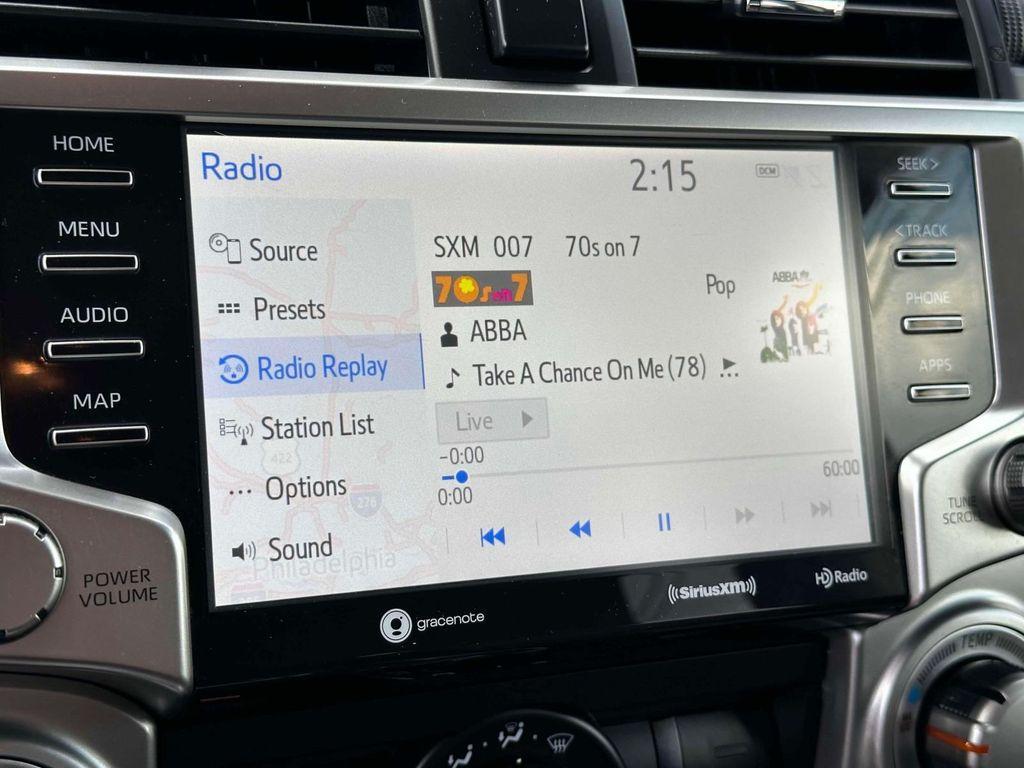 HOME
MENU
AUDIO
MAP
POWER
VOLUME
Radio
2:15
DCM
Source
Presets
Radio Replay
Station List
Options
Sound
422
276
Philadelphia
SXM 007 70s on 7
70s on 7
Pop
ABBA
ABBA
Take A Chance On Me (78)
Live
-0:00
0:00
60:00
gracenote
SiriusXM
HD Radio
SEEK >
< TRACK
PHONE
APPS
TUNE
SCROLL
TEMP